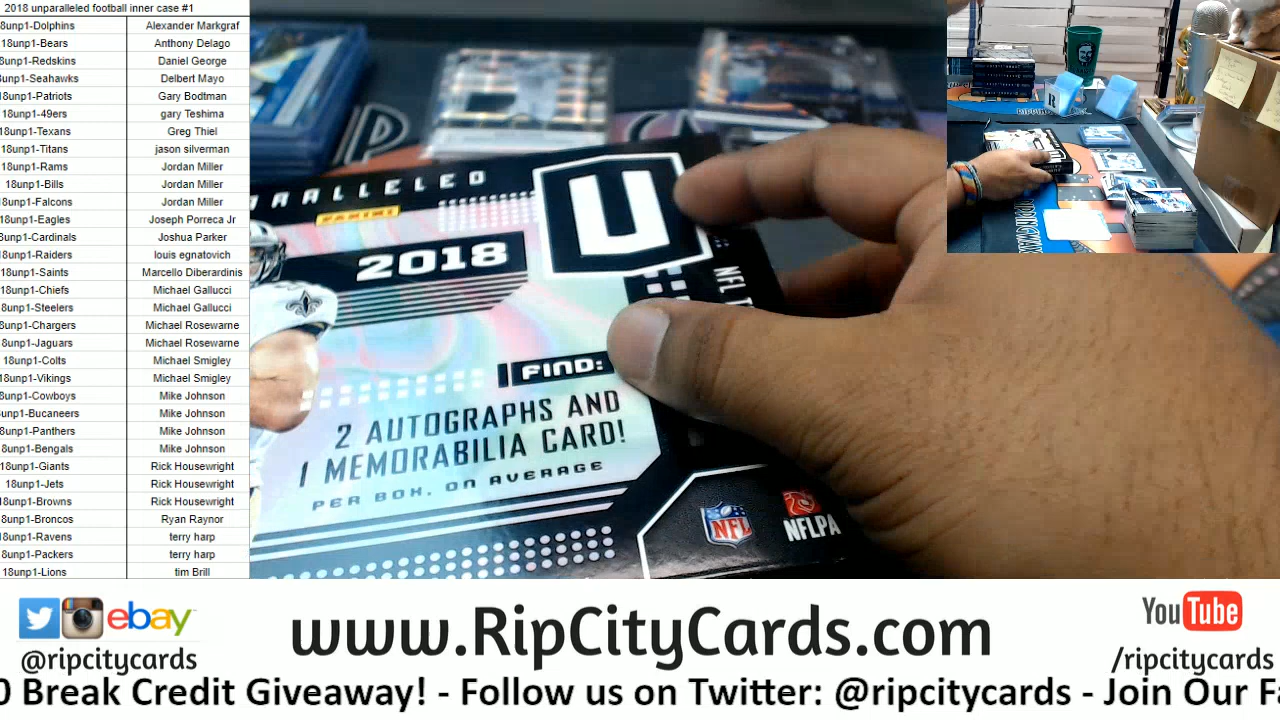 2018 unparalleled football inner case #1
8unp1-Dolphins Alexander Markgraf
18unp1-Bears Anthony Delago
8unp1-Redskins Daniel George
8unp1-Seahawks Delbert Mayo
18unp1-Patriots Gary Bodtman
18unp1-49ers gary Teshima
18unp1-Texans Greg Thiel
18unp1-Titans jason silverman
18unp1-Rams Jordan Miller
18unp1-Bills Jordan Miller
18unp1-Falcons Jordan Miller
18unp1-Eagles Joseph Porreca Jr
8unp1-Cardinals Joshua Parker
18unp1-Raiders louis egnatovich
18unp1-Saints Marcello Diberardinis
18unp1-Chiefs Michael Gallucci
8unp1-Steelers Michael Gallucci
8unp1-Chargers Michael Rosewarne
8unp1-Jaguars Michael Rosewarne
18unp1-Colts Michael Smigley
18unp1-Vikings Michael Smigley
8unp1-Cowboys Mike Johnson
unp1-Bucaneers Mike Johnson
8unp1-Panthers Mike Johnson
8unp1-Bengals Mike Johnson
18unp1-Giants Rick Housewright
18unp1-Jets Rick Housewright
18unp1-Browns Rick Housewright
8unp1-Broncos Ryan Raynor
18unp1-Ravens terry harp
8unp1-Packers terry harp
18unp1-Lions tim Brill
RALLELED
PANINI
U
2018
NFL
FIND:
2 AUTOGRAPHS AND
1 MEMORABILIA CARD!
PER BOX, ON AVERAGE
NFL
NFLPA
ebay
@ripcitycards
www.RipCityCards.com
YouTube
/ripcitycards
0 Break Credit Giveaway! - Follow us on Twitter: @ripcitycards - Join Our Fa